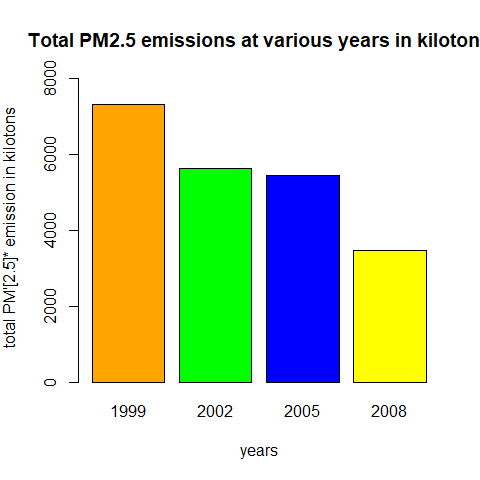 Total PM2.5 emissions at various years in kiloton
total PM'[2.5]* emission in kilotons
8000
6000
4000
2000
0
1999 2002 2005 2008
years